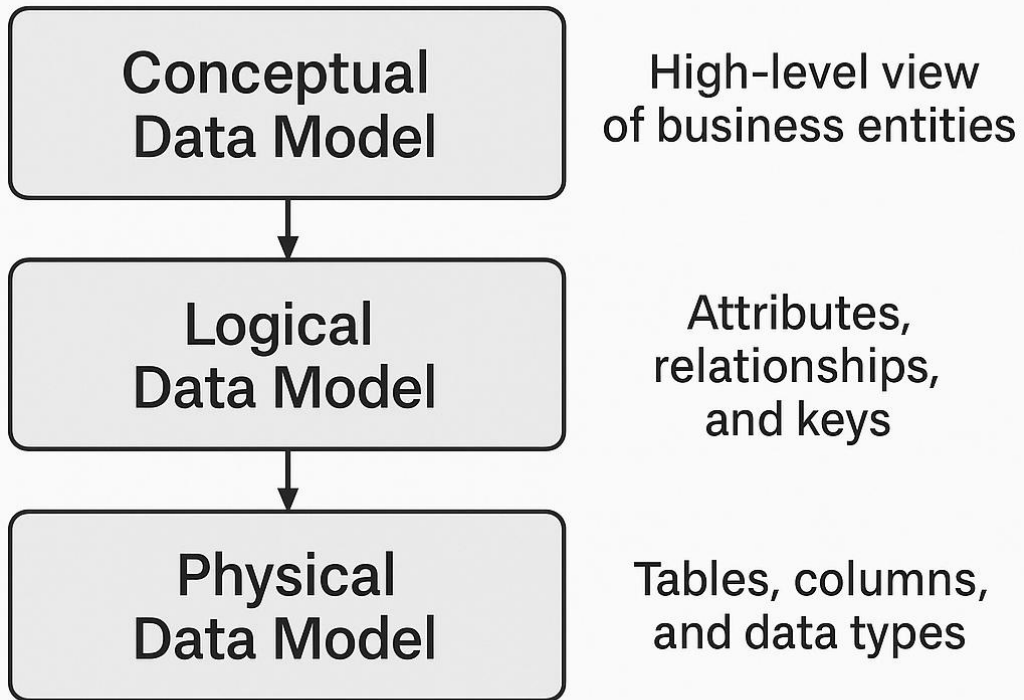 Conceptual
Data Model
High-level view
of business entities
Logical
Data Model
Attributes,
relationships,
and keys
Physical
Data Model
Tables, columns,
and data types